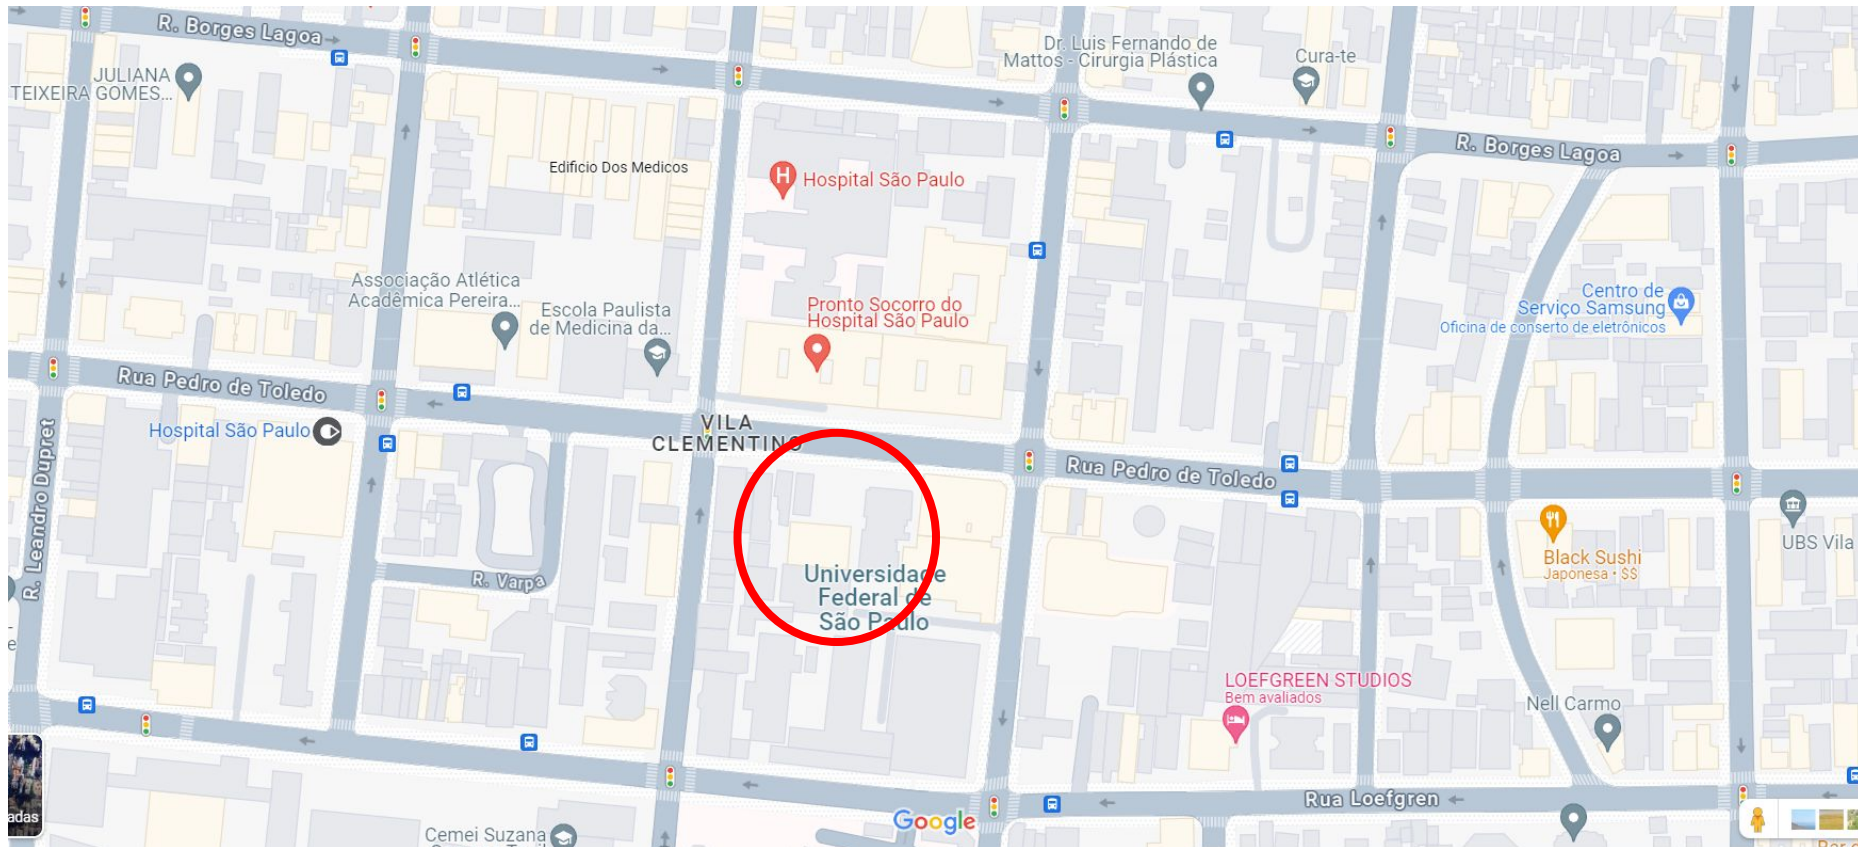 R. Borges Lagoa
JULIANA
TEIXEIRA GOMES...
Dr. Luis Fernando de
Mattos - Cirurgia Plástica
Cura-te
R. Borges Lagoa
Edificio Dos Medicos
H
Hospital São Paulo
Associação Atlética
Acadêmica Pereira...
Escola Paulista
de Medicina da...
Pronto Socorro do
Hospital São Paulo
Centro de
Serviço Samsung
Oficina de conserto de eletrônicos
Rua Pedro de Toledo
Hospital São Paulo
VILA
CLEMENTINO
Rua Pedro de Toledo
R. Leandro Dupret
R. Varpa
Universidade
Federal de
São Paulo
Black Sushi
Japonesa • $$
UBS Vila
e
LOEFGREEN STUDIOS
Bem avaliados
Nell Carmo
Rua Loefgren
adas
Google
Cemei Suzana